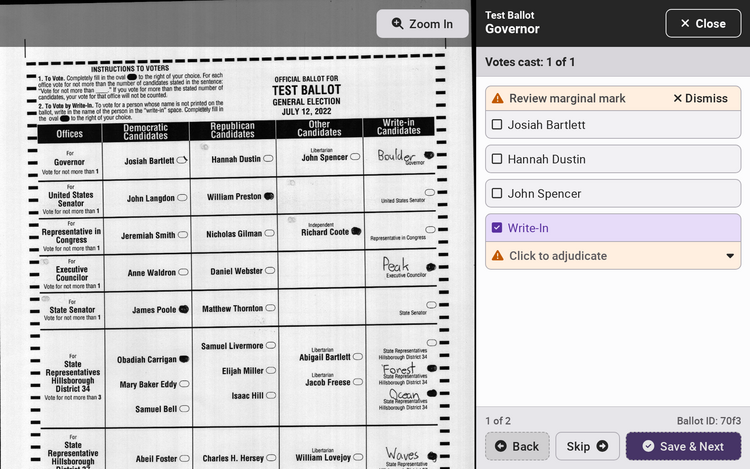 Zoom In
Test Ballot
Governor
Close
Votes cast: 1 of 1
Review marginal mark
Dismiss
Josiah Bartlett
Hannah Dustin
John Spencer
Write-In
Click to adjudicate
1 of 2
Ballot ID: 70f3
Back
Skip
Save & Next
INSTRUCTIONS TO VOTERS
1. To Vote. Completely fill in the oval to the right of your choice. For each
office vote for not more than the number of candidates stated in the sentence:
"Vote for not more than ____." If you vote for more than the stated number of
candidates, your vote for that office will not be counted.
2. To Vote by Write-In. To vote for a person whose name is not printed on the
ballot, write in the name of the person in the "write-in" space. Completely fill in
the oval to the right of your choice.
OFFICIAL BALLOT FOR
TEST BALLOT
GENERAL ELECTION
JULY 12, 2022
Offices
Democratic
Candidates
Republican
Candidates
Other
Candidates
Write-in
Candidates
For
Governor
Vote for not more than 1
Josiah Bartlett
Hannah Dustin
Libertarian
John Spencer
Boulder
Governor
For
United States
Senator
Vote for not more than 1
John Langdon
William Preston
United States Senator
For
Representative in
Congress
Vote for not more than 1
Jeremiah Smith
Nicholas Gilman
Independent
Richard Coote
Representative in Congress
For
Executive
Councilor
Vote for not more than 1
Anne Waldron
Daniel Webster
Peak
Executive Councilor
For
State Senator
Vote for not more than 1
James Poole
Matthew Thornton
State Senator
For
State
Representatives
Hillsborough
District 34
Vote for not more than 3
Obadiah Carrigan
Mary Baker Eddy
Samuel Bell
Samuel Livermore
Elijah Miller
Isaac Hill
Libertarian
Abigail Bartlett
Libertarian
Jacob Freese
State Representatives
Hillsborough District 34
Forest
State Representatives
Hillsborough District 34
Ocean
State Representatives
Hillsborough District 34
For
State
Representative
Hillsborough
Abeil Foster
Charles H. Hersey
Libertarian
William Lovejoy
Waves
State Representative